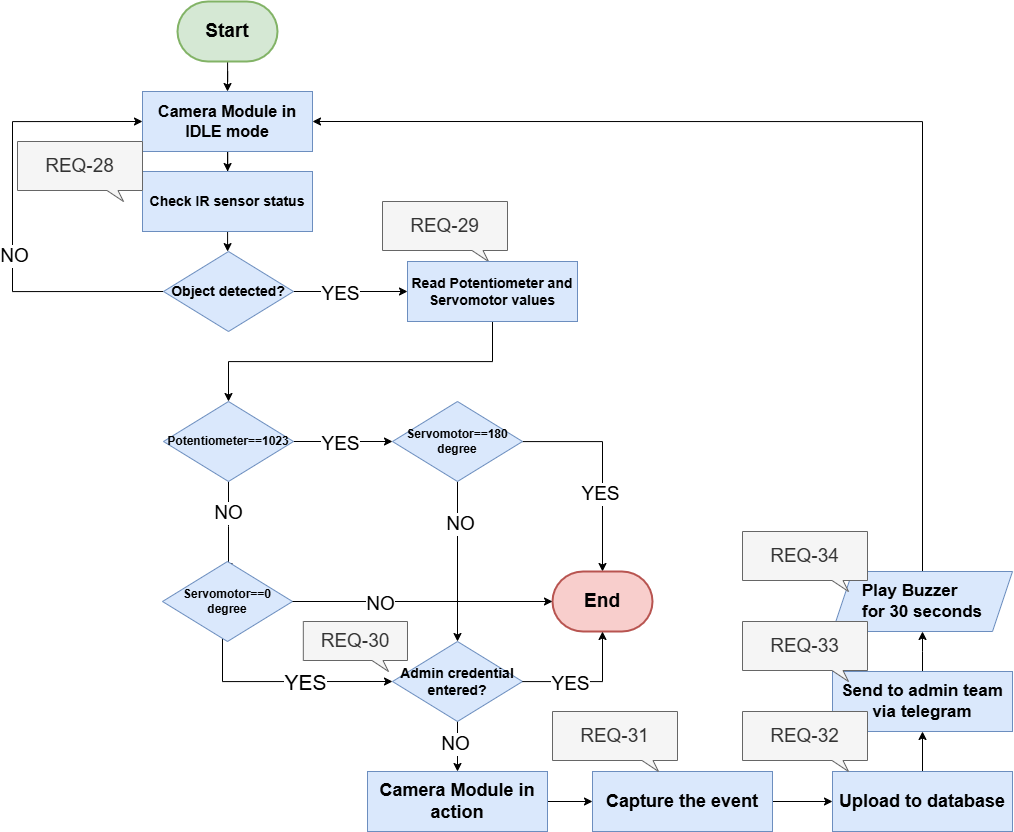 Start
Camera Module in
IDLE mode
REQ-28
Check IR sensor status
REQ-29
NO
Object detected?
YES
Read Potentiometer and
Servomotor values
Potentiometer==1023
YES
Servomotor==180
degree
YES
NO
NO
REQ-34
Servomotor==0
degree
NO
End
Play Buzzer
for 30 seconds
REQ-30
REQ-33
YES
Admin credential
entered?
YES
Send to admin team
via telegram
NO
REQ-31
REQ-32
Camera Module in
action
Capture the event
Upload to database